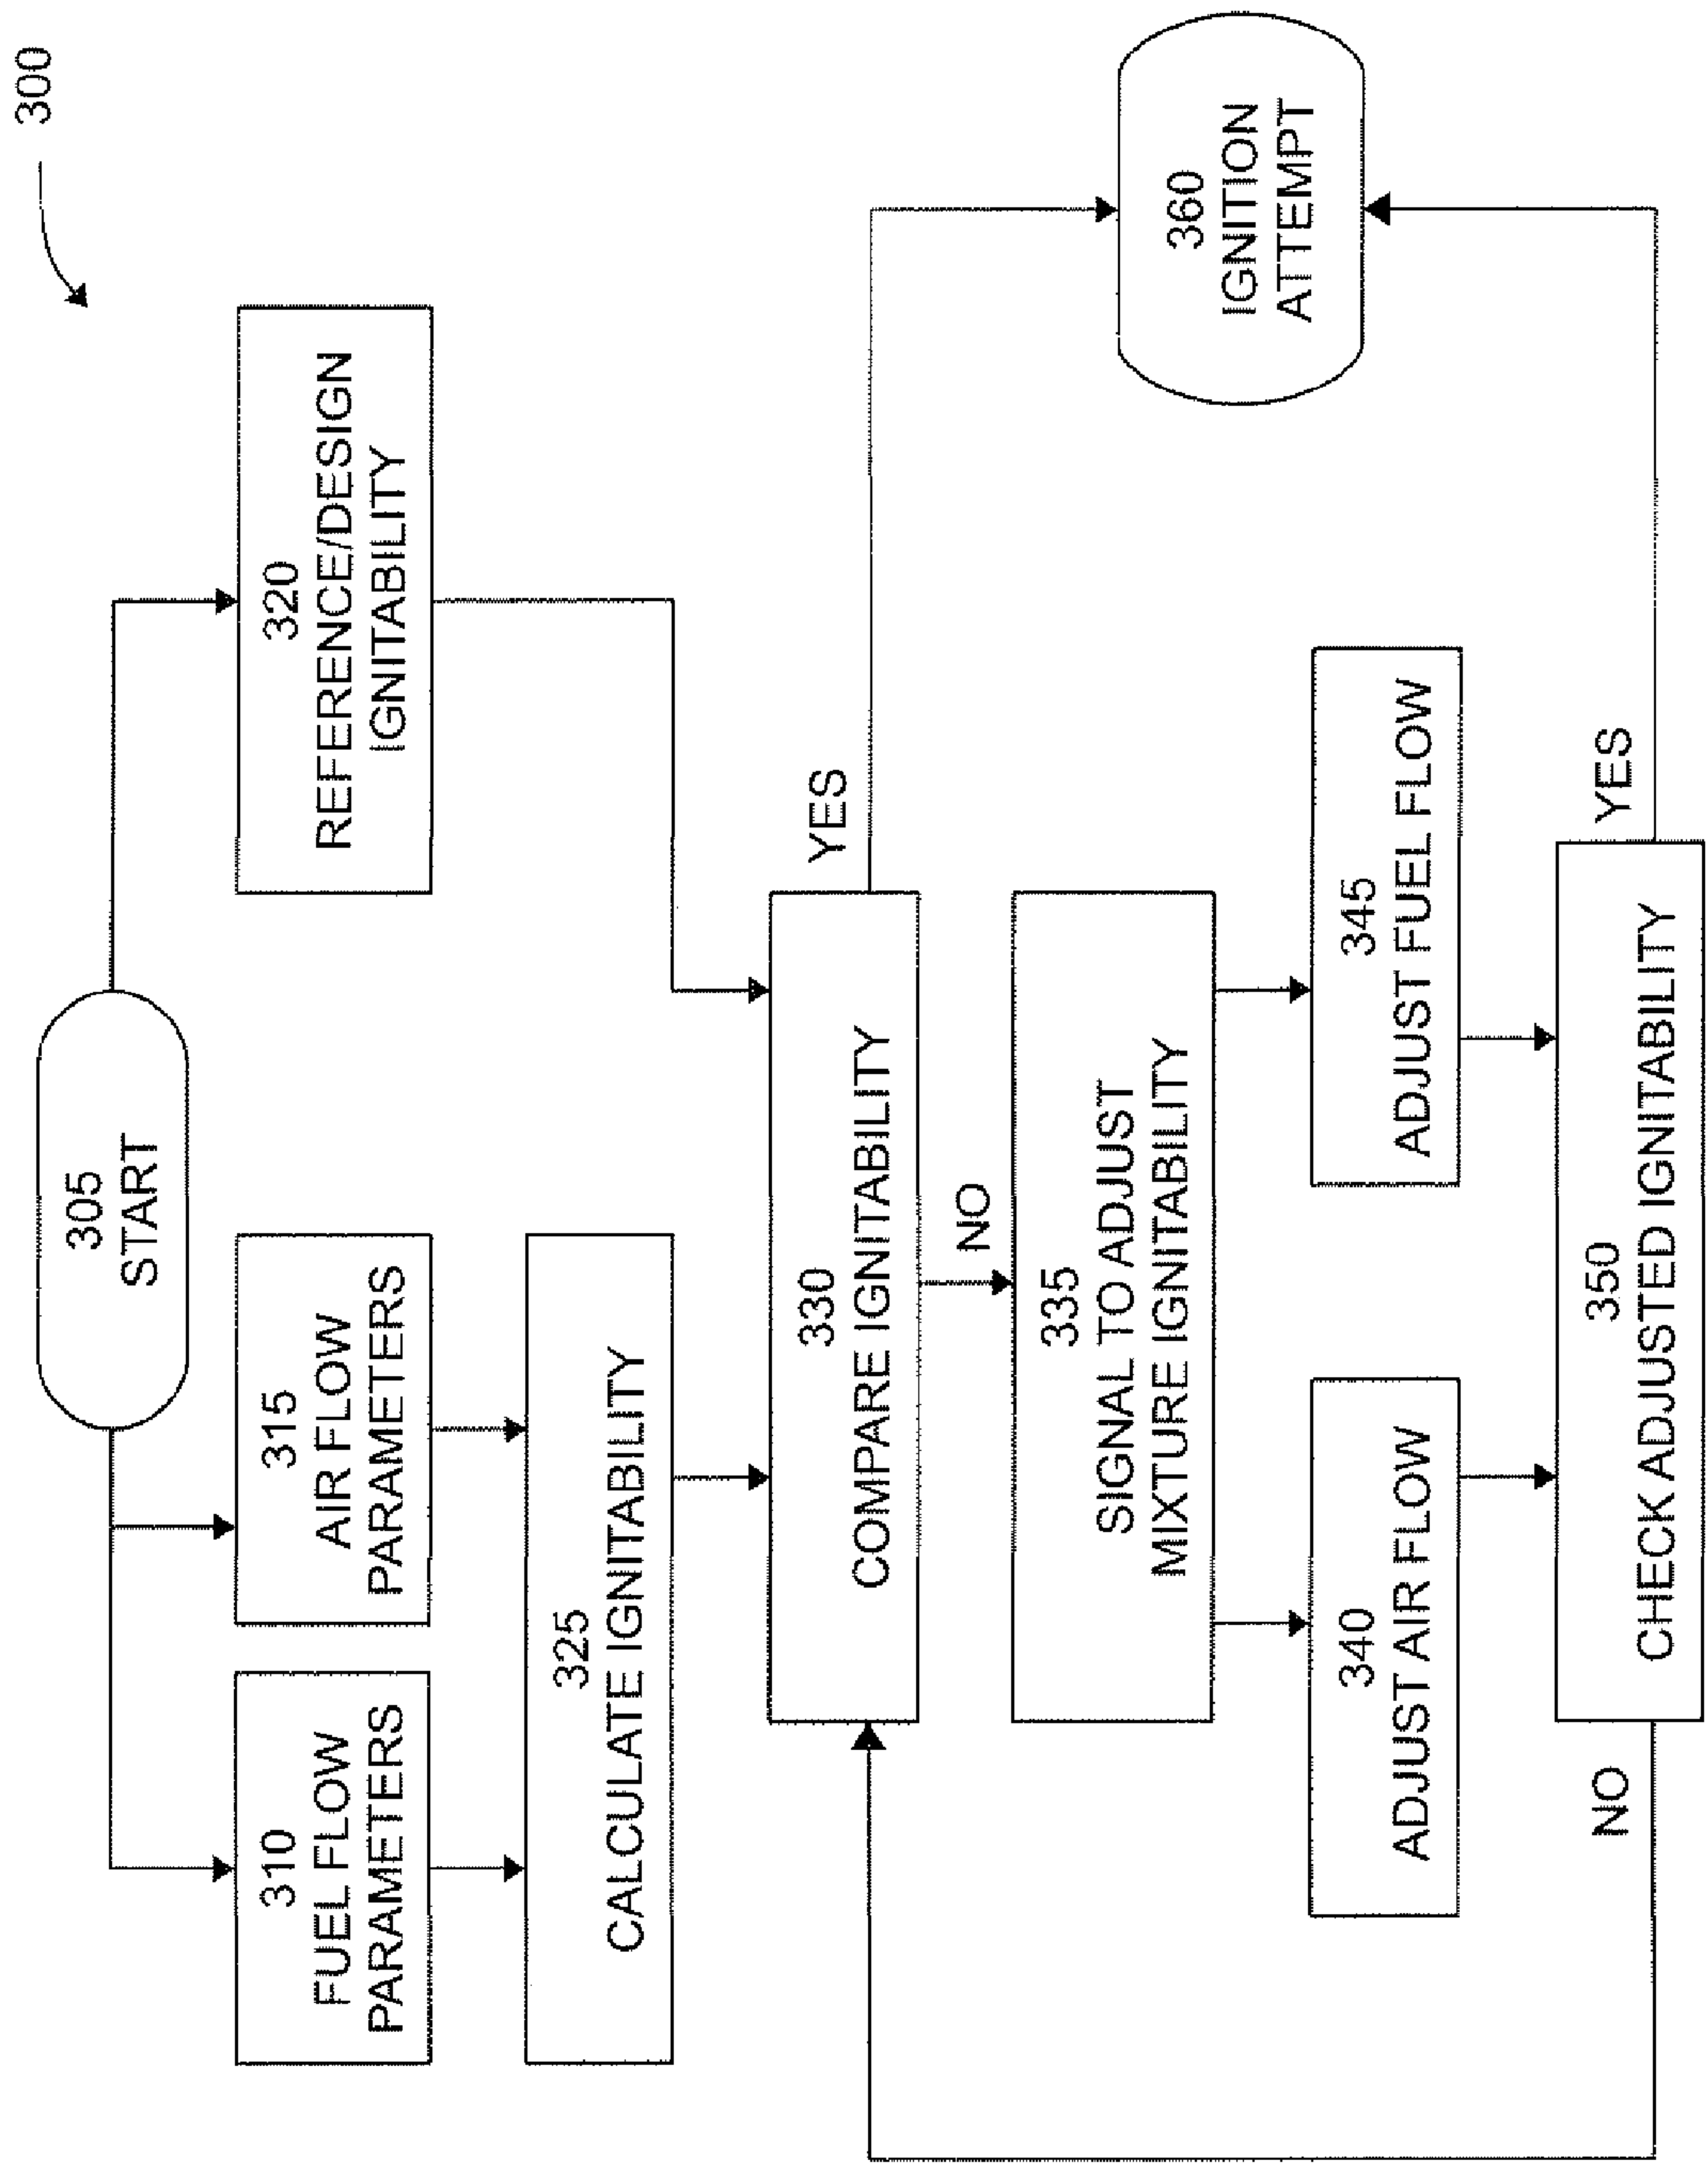 300
305
START
310
FUEL FLOW
PARAMETERS
315
AIR FLOW
PARAMETERS
320
REFERENCE/DESIGN
IGNITABILITY
325
CALCULATE IGNITABILITY
330
COMPARE IGNITABILITY
YES
NO
335
SIGNAL TO ADJUST
MIXTURE IGNITABILITY
360
IGNITION
ATTEMPT
340
ADJUST AIR FLOW
345
ADJUST FUEL FLOW
NO
350
CHECK ADJUSTED IGNITABILITY
YES